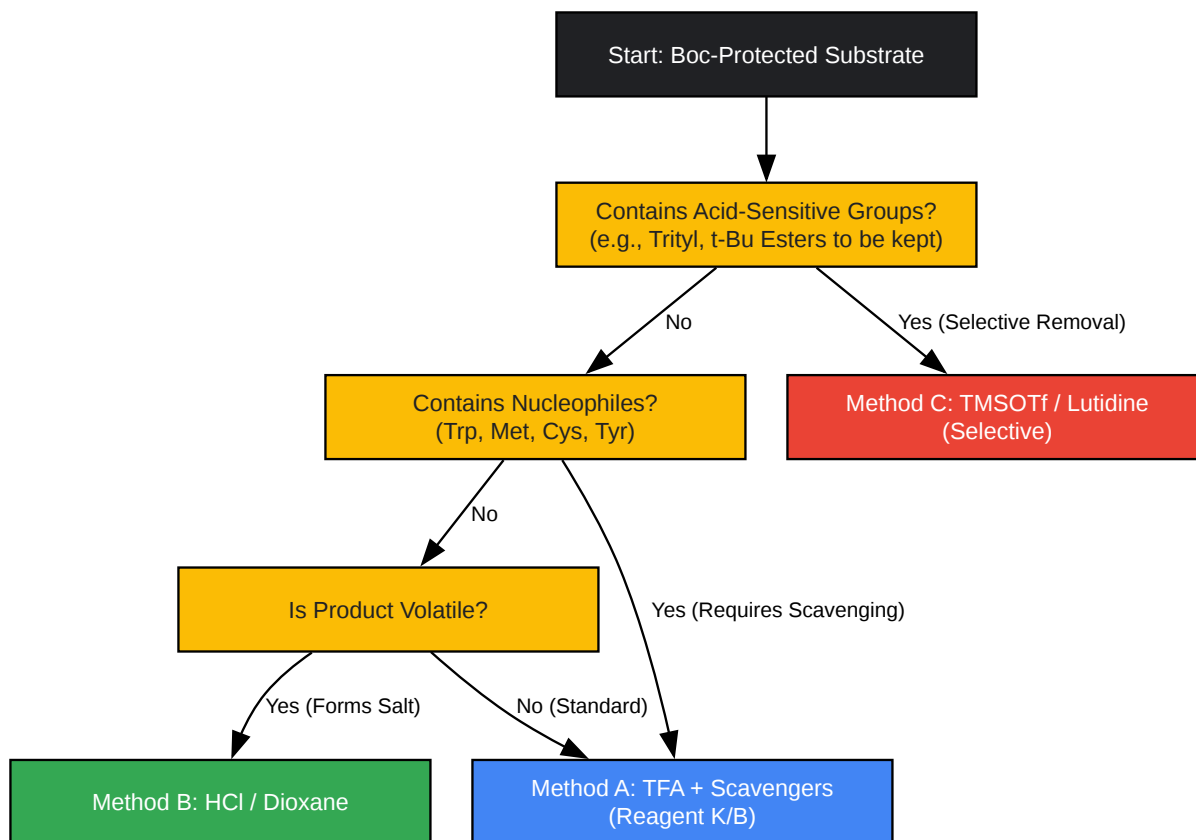 Start: Boc-Protected Substrate
Contains Acid-Sensitive Groups?
(e.g., Trityl, t-Bu Esters to be kept)
No
Yes (Selective Removal)
Contains Nucleophiles?
(Trp, Met, Cys, Tyr)
Method C: TMSOTf / Lutidine
(Selective)
No
Is Product Volatile?
Yes (Requires Scavenging)
Yes (Forms Salt)
No (Standard)
Method B: HCl / Dioxane
Method A: TFA + Scavengers
(Reagent K/B)